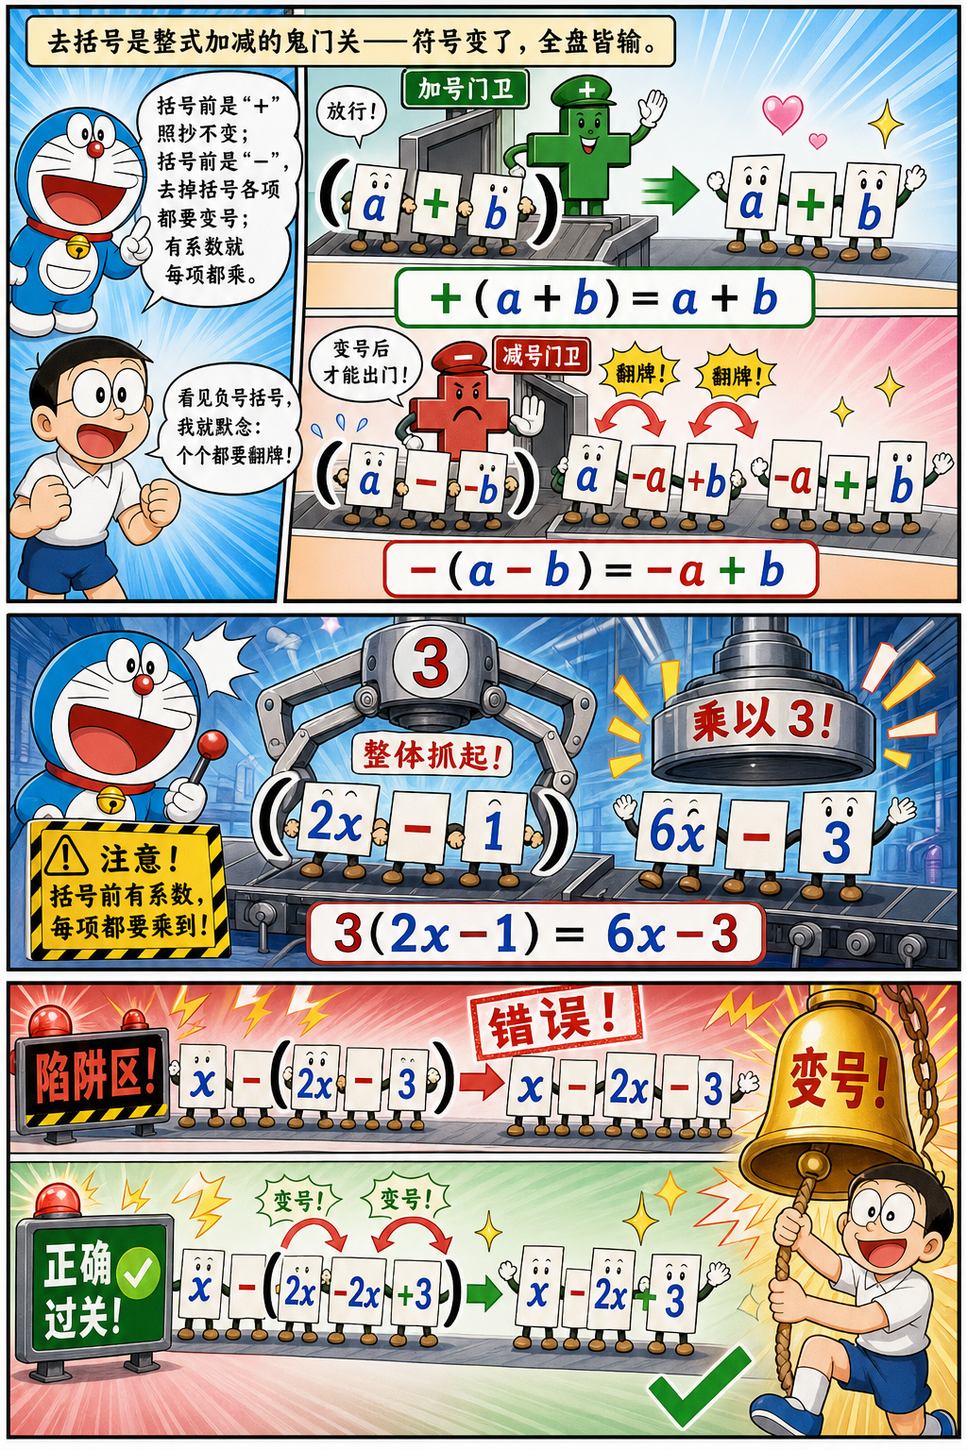 去括号是整式加减的鬼门关——符号变了，全盘皆输。
括号前是“＋”
照抄不变；
括号前是“－”，
去掉括号各项
都要变号；
有系数就
每项都乘。
放行！
加号门卫
+
( a + b )
a + b
+ ( a + b ) = a + b
看见负号括号，
我就默念：
个个都要翻牌！
变号后
才能出门！
-
减号门卫
翻牌！
翻牌！
( a - -b )
a -a +b
-a + b
- ( a - b ) = -a + b
3
整体抓起！
乘以 3！
( 2x - 1 )
6x - 3
注意！
括号前有系数，
每项都要乘到！
3(2x-1) = 6x-3
陷阱区！
错误！
x - ( 2x - 3 )
x - 2x - 3
变号！
正确
过关！
变号！
变号！
x - ( 2x -2x +3 )
x - 2x + 3